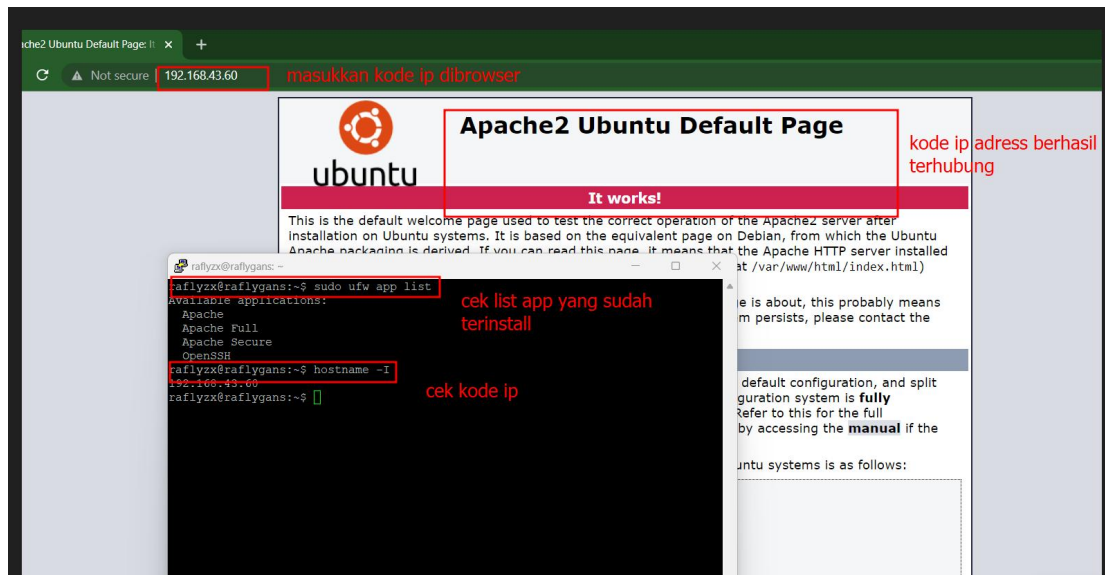 che2 Ubuntu Default Page: It
Not secure
192.168.43.60
masukkan kode ip dibrowser
ubuntu
Apache2 Ubuntu Default Page
kode ip adress berhasil
terhubung
It works!
This is the default welcome page used to test the correct operation of the Apache2 server after
installation on Ubuntu systems. It is based on the equivalent page on Debian, from which the Ubuntu
Apache packaging is derived. If you can read this page, it means that the Apache HTTP server installed
at /var/www/html/index.html)
e is about, this probably means
m persists, please contact the
default configuration, and split
guration system is fully
Refer to this for the full
by accessing the manual if the
untu systems is as follows:
raflyzx@raflygans: ~
raflyzx@raflygans:~$ sudo ufw app list
Available applications:
Apache
Apache Full
Apache Secure
OpenSSH
raflyzx@raflygans:~$ hostname -I
192.168.43.60
raflyzx@raflygans:~$
cek list app yang sudah
terinstall
cek kode ip